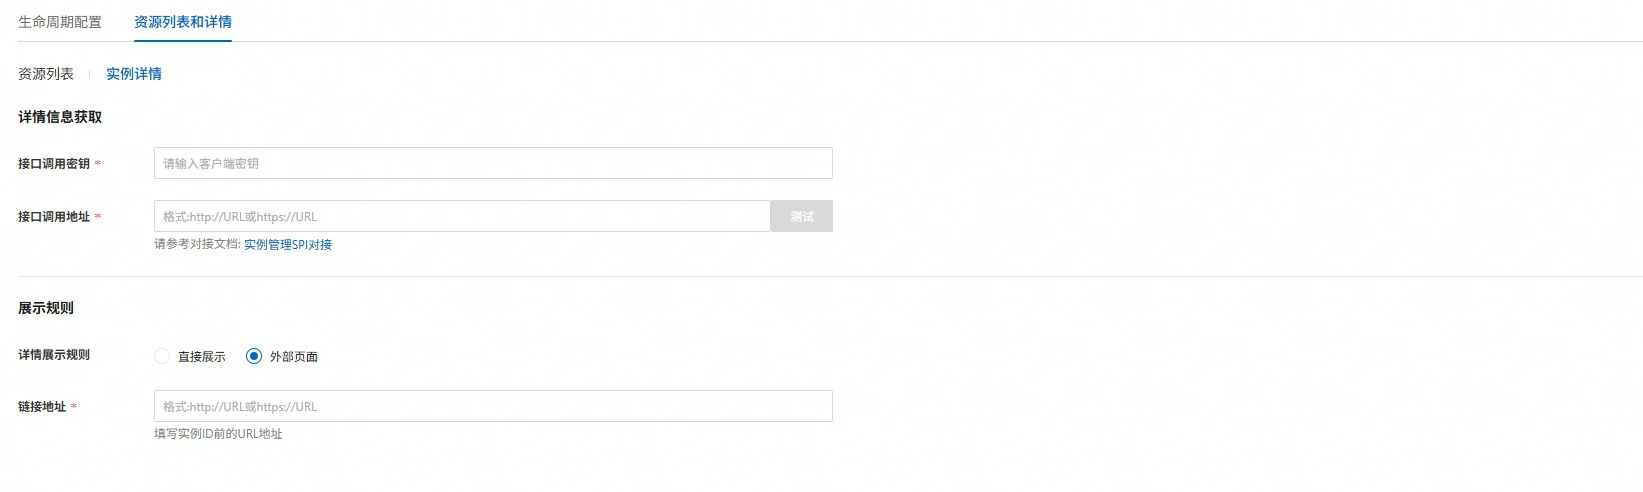 生命周期配置 资源列表和详情
资源列表 实例详情
详情信息获取
接口调用密钥 * 请输入客户端密钥
接口调用地址 * 格式:http://URL或https://URL 测试
请参考对接文档: 实例管理SPI对接
展示规则
详情展示规则 直接展示 外部页面
链接地址 * 格式:http://URL或https://URL
填写实例ID前的URL地址